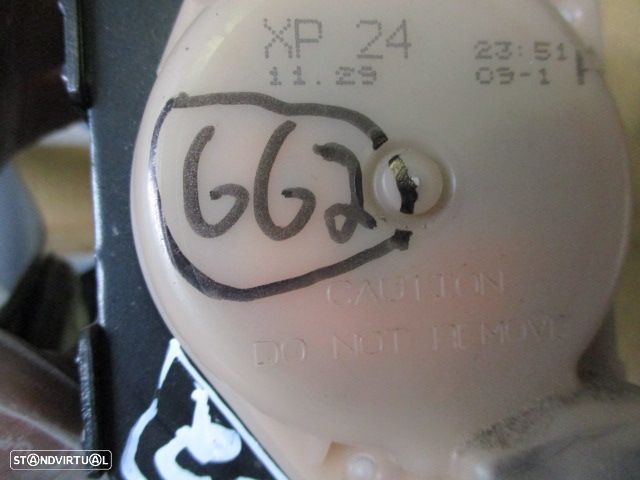 XP 24
11.29
23:51
09-1
662
CAUTION
DO NOT REMOVE
STANDVIRTUAL